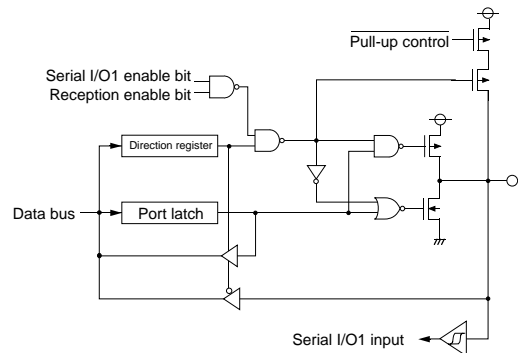 Pull-up control
Serial I/O1 enable bit
Reception enable bit
Direction register
Data bus
Port latch
Serial I/O1 input